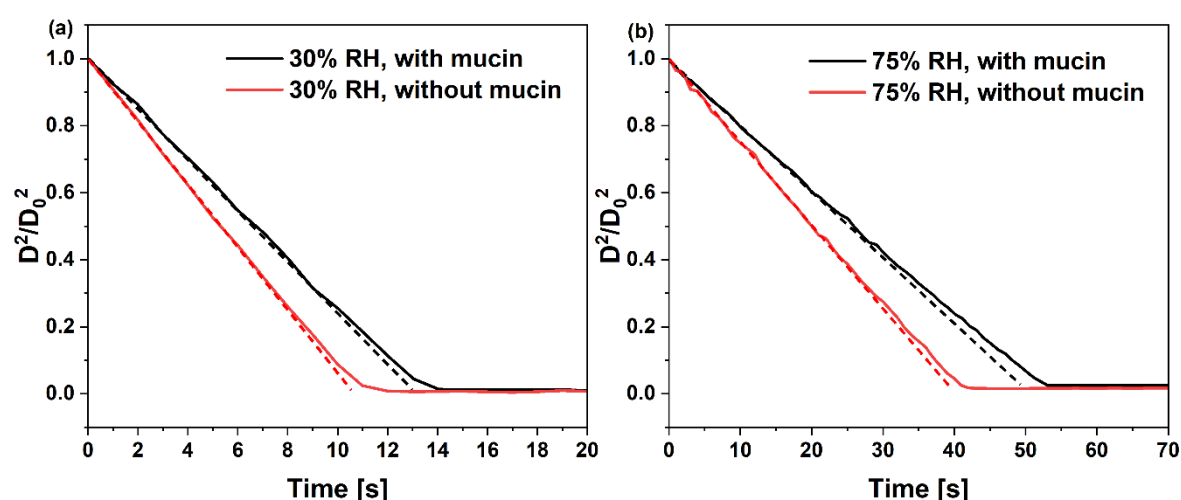 (a)
30% RH, with mucin
30% RH, without mucin
1.0
0.8
0.6
0.4
0.2
0.0
D²/D₀²
0 2 4 6 8 10 12 14 16 18 20
Time [s]
(b)
75% RH, with mucin
75% RH, without mucin
1.0
0.8
0.6
0.4
0.2
0.0
D²/D₀²
0 10 20 30 40 50 60 70
Time [s]